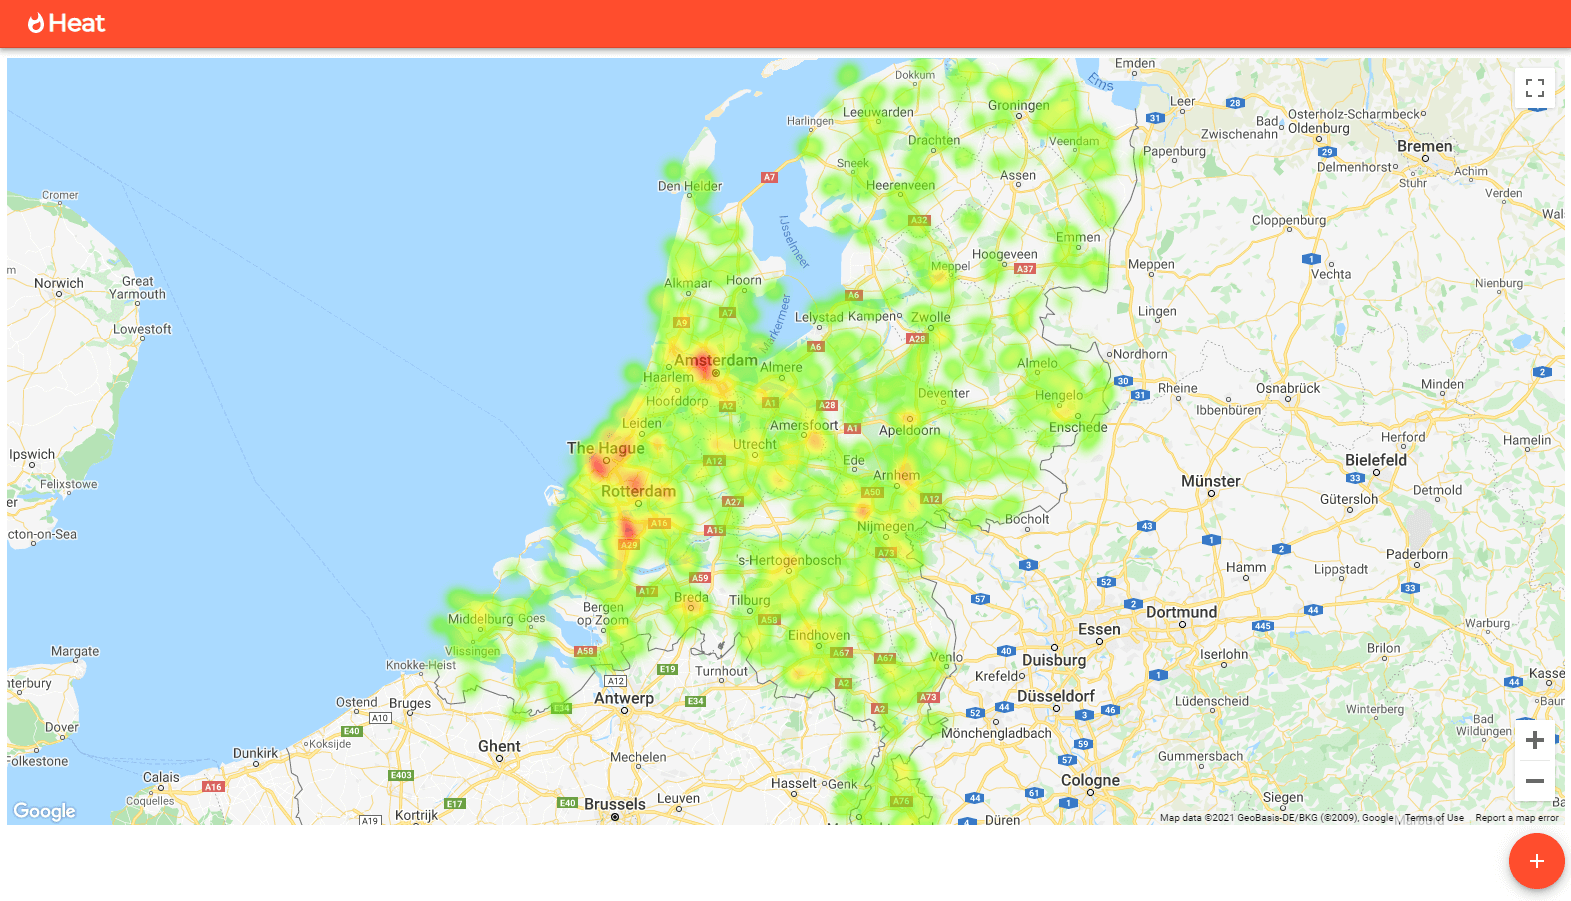 Heat
Emden
Dokkum
Ems
Leer
28
Groningen
Leeuwarden
31
Osterholz-Scharmbeck
Bad
Zwischenahn
Oldenburg
Harlingen
Drachten
Veendam
Papenburg
29
Bremen
Sneek
Delmenhorst
Achim
Stuhr
Verden
A7
Assen
Den Helder
Heerenveen
Cromer
A32
Cloppenburg
Wal
IJsselmeer
Emmen
Hoogeveen
Meppel
A37
Meppen
1
Vechta
m
Norwich
Great
Yarmouth
Alkmaar
Hoorn
Nienburg
A6
Lowestoft
A9
A7
Markermeer
Lelystad
Kampen
Zwolle
Lingen
A28
A6
Amsterdam
Nordhorn
Almelo
Haarlem
Almere
30
Rheine
Osnabrück
Minden
2
31
Ibbenbüren
Hoofddorp
A2
A1
A28
Deventer
Hengelo
Leiden
Amersfoort
A1
Apeldoorn
Enschede
Herford
Hamelin
The Hague
Utrecht
Ipswich
A12
Ede
Bielefeld
Felixstowe
Arnhem
33
Münster
Detmold
Rotterdam
A50
A12
Gütersloh
er
A27
cton-on-Sea
A16
A15
Nijmegen
Bocholt
43
A29
A73
1
2
Paderborn
's-Hertogenbosch
3
Hamm
Lippstadt
A59
52
33
A17
Breda
Tilburg
57
2
Dortmund
44
Bergen
op Zoom
Middelburg
Goes
A58
Eindhoven
Essen
445
Warburg
Margate
Vlissingen
A58
A67
A67
Venlo
40
Duisburg
Iserlohn
Brilon
Knokke-Heist
E19
Turnhout
Krefeld
1
Kasse
nterbury
A12
A2
44
Ostend
Bruges
Antwerp
E34
A73
Düsseldorf
Lüdenscheid
E34
A2
52
44
3
46
Winterberg
A10
Bad
Wildungen
Dover
E40
Mönchengladbach
59
Koksijde
Ghent
Dunkirk
Mechelen
57
Gummersbach
Folkestone
Calais
E403
Cologne
A16
Hasselt
Genk
Coquelles
E17
E40
Brussels
Leuven
A76
44
61
1
Siegen
Google
A19
Kortrijk
4
Düren
Map data ©2021 GeoBasis-DE/BKG (©2009), Google
Terms of Use
Report a map error